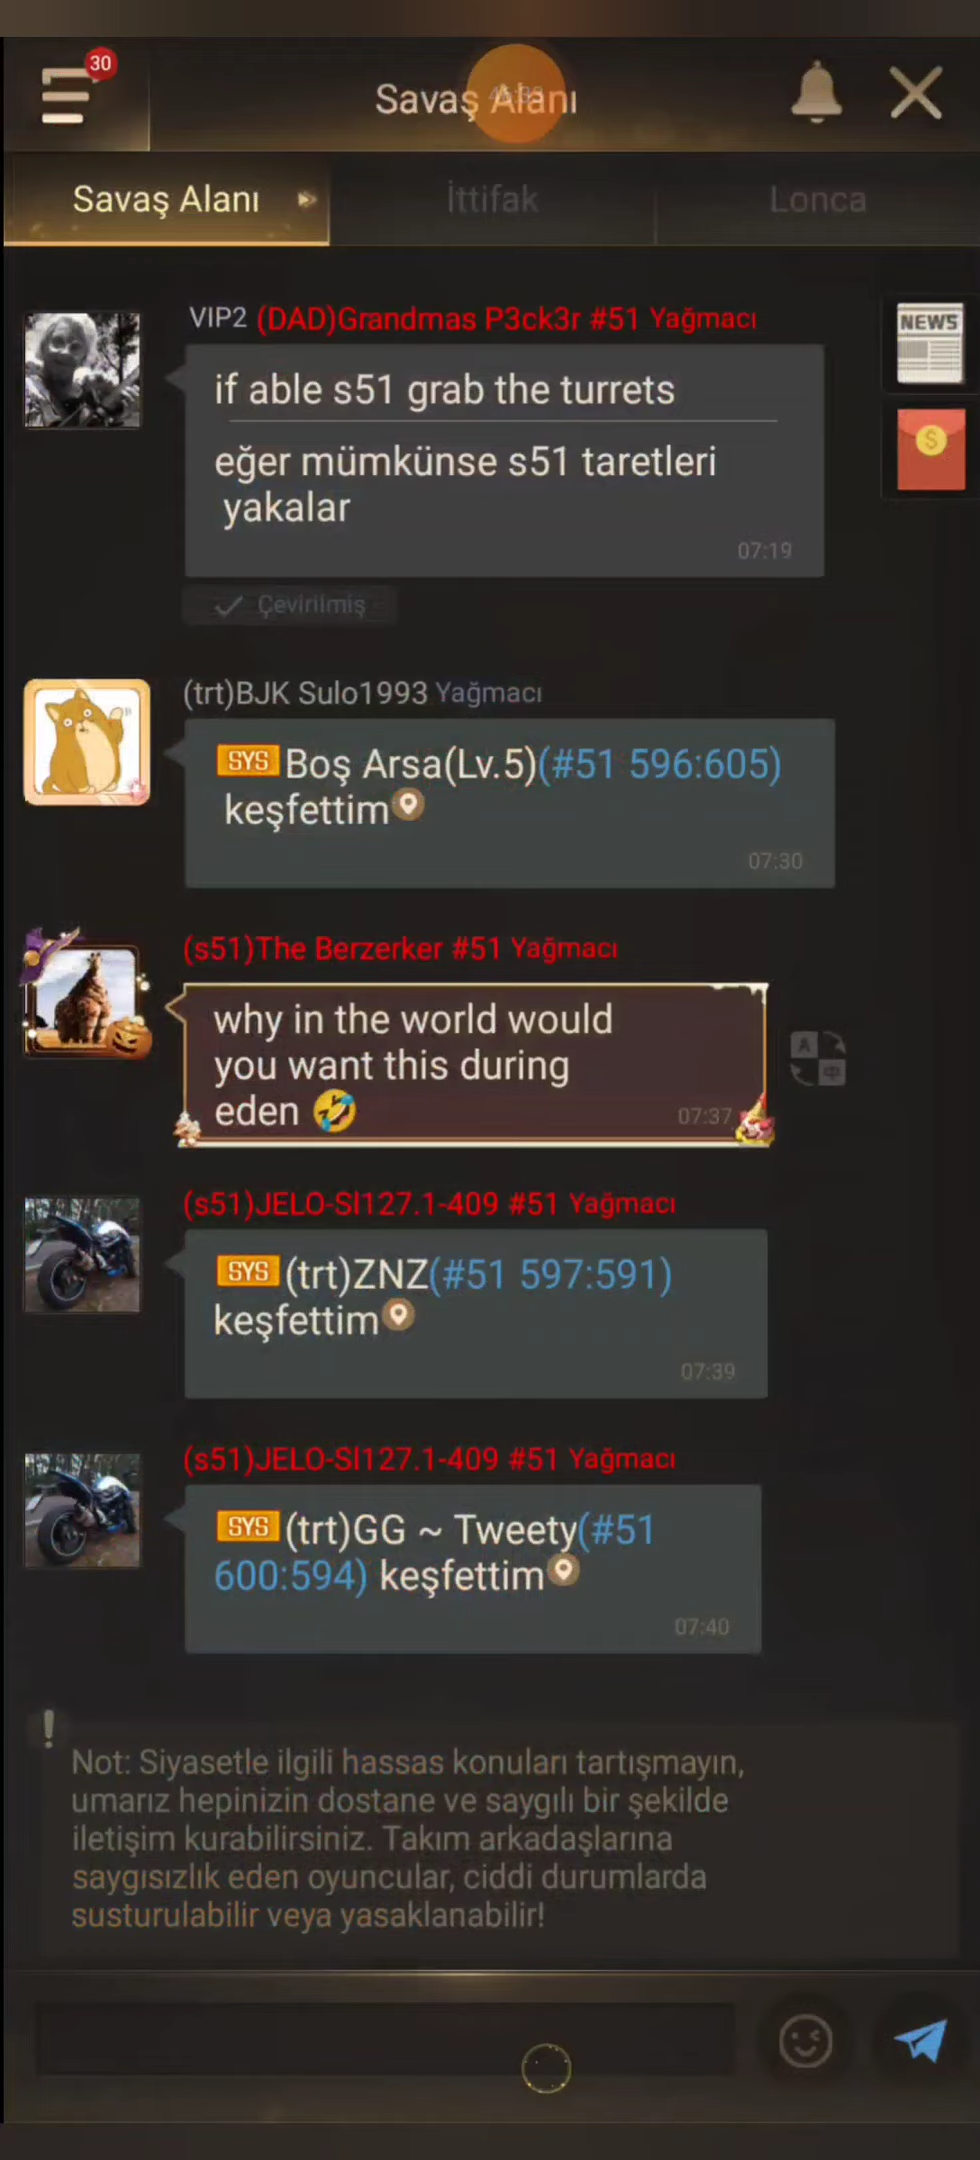 30
Savaş Alanı
Savaş Alanı
İttifak
Lonca
NEWS
VIP2 (DAD)Grandmas P3ck3r #51 Yağmacı
if able s51 grab the turrets
eğer mümkünse s51 taretleri
yakalar
07:19
Çevirilmiş
(trt)BJK Sulo1993 Yağmacı
SYS Boş Arsa(Lv.5)(#51 596:605)
keşfettim
07:30
(s51)The Berzerker #51 Yağmacı
why in the world would
you want this during
eden 🤣
07:37
(s51)JELO-SI127.1-409 #51 Yağmacı
SYS (trt)ZNZ(#51 597:591)
keşfettim
07:39
(s51)JELO-SI127.1-409 #51 Yağmacı
SYS (trt)GG ~ Tweety(#51
600:594) keşfettim
07:40
Not: Siyasetle ilgili hassas konuları tartışmayın,
umarız hepinizin dostane ve saygılı bir şekilde
iletişim kurabilirsiniz. Takım arkadaşlarına
saygısızlık eden oyuncular, ciddi durumlarda
susturulabilir veya yasaklanabilir!